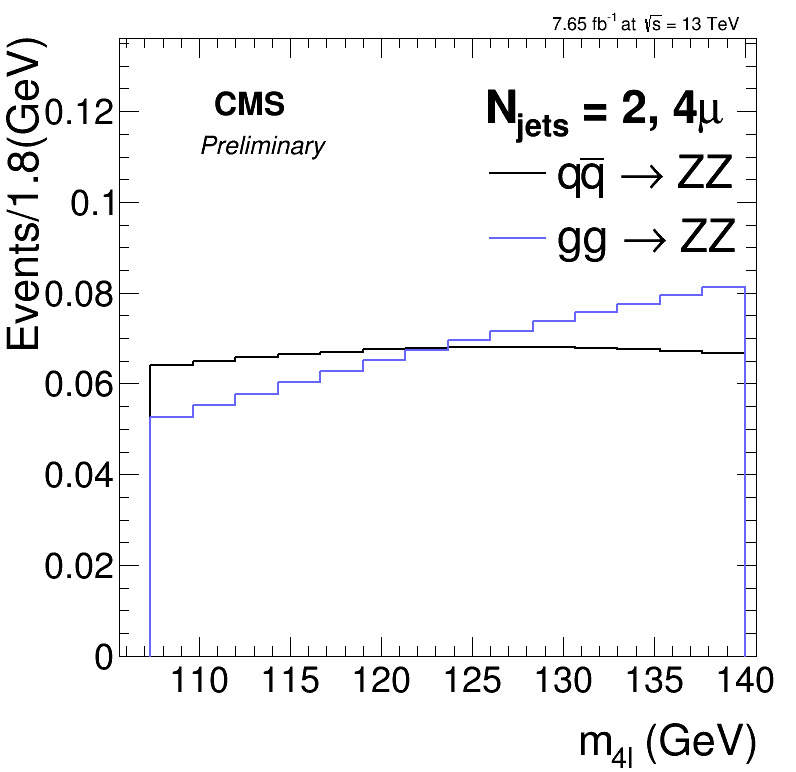 7.65 fb⁻¹ at √s = 13 TeV
CMS
Preliminary
N_jets = 2, 4μ
qq̅ → ZZ
gg → ZZ
Events/1.8(GeV)
0.12
0.1
0.08
0.06
0.04
0.02
0
110 115 120 125 130 135 140
m_4l (GeV)